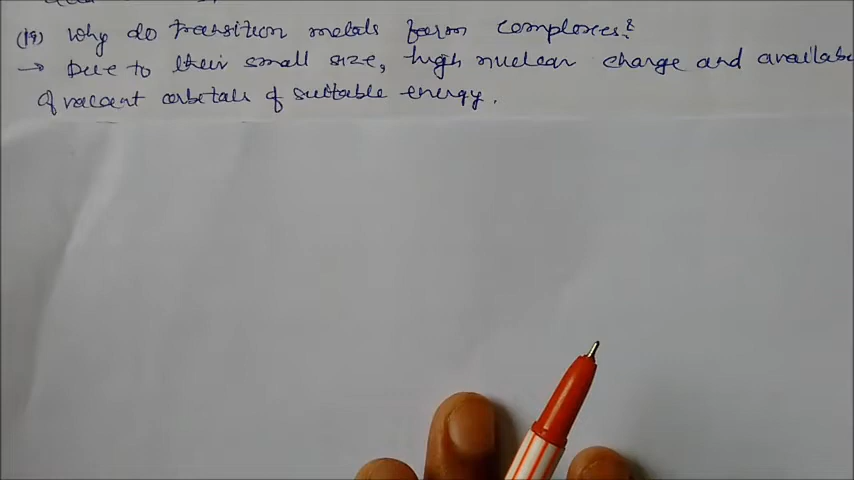 (19) Why do transition metals form complexes?
→ Due to their small size, high nuclear charge and availab
of vacant orbitals of suitable energy.